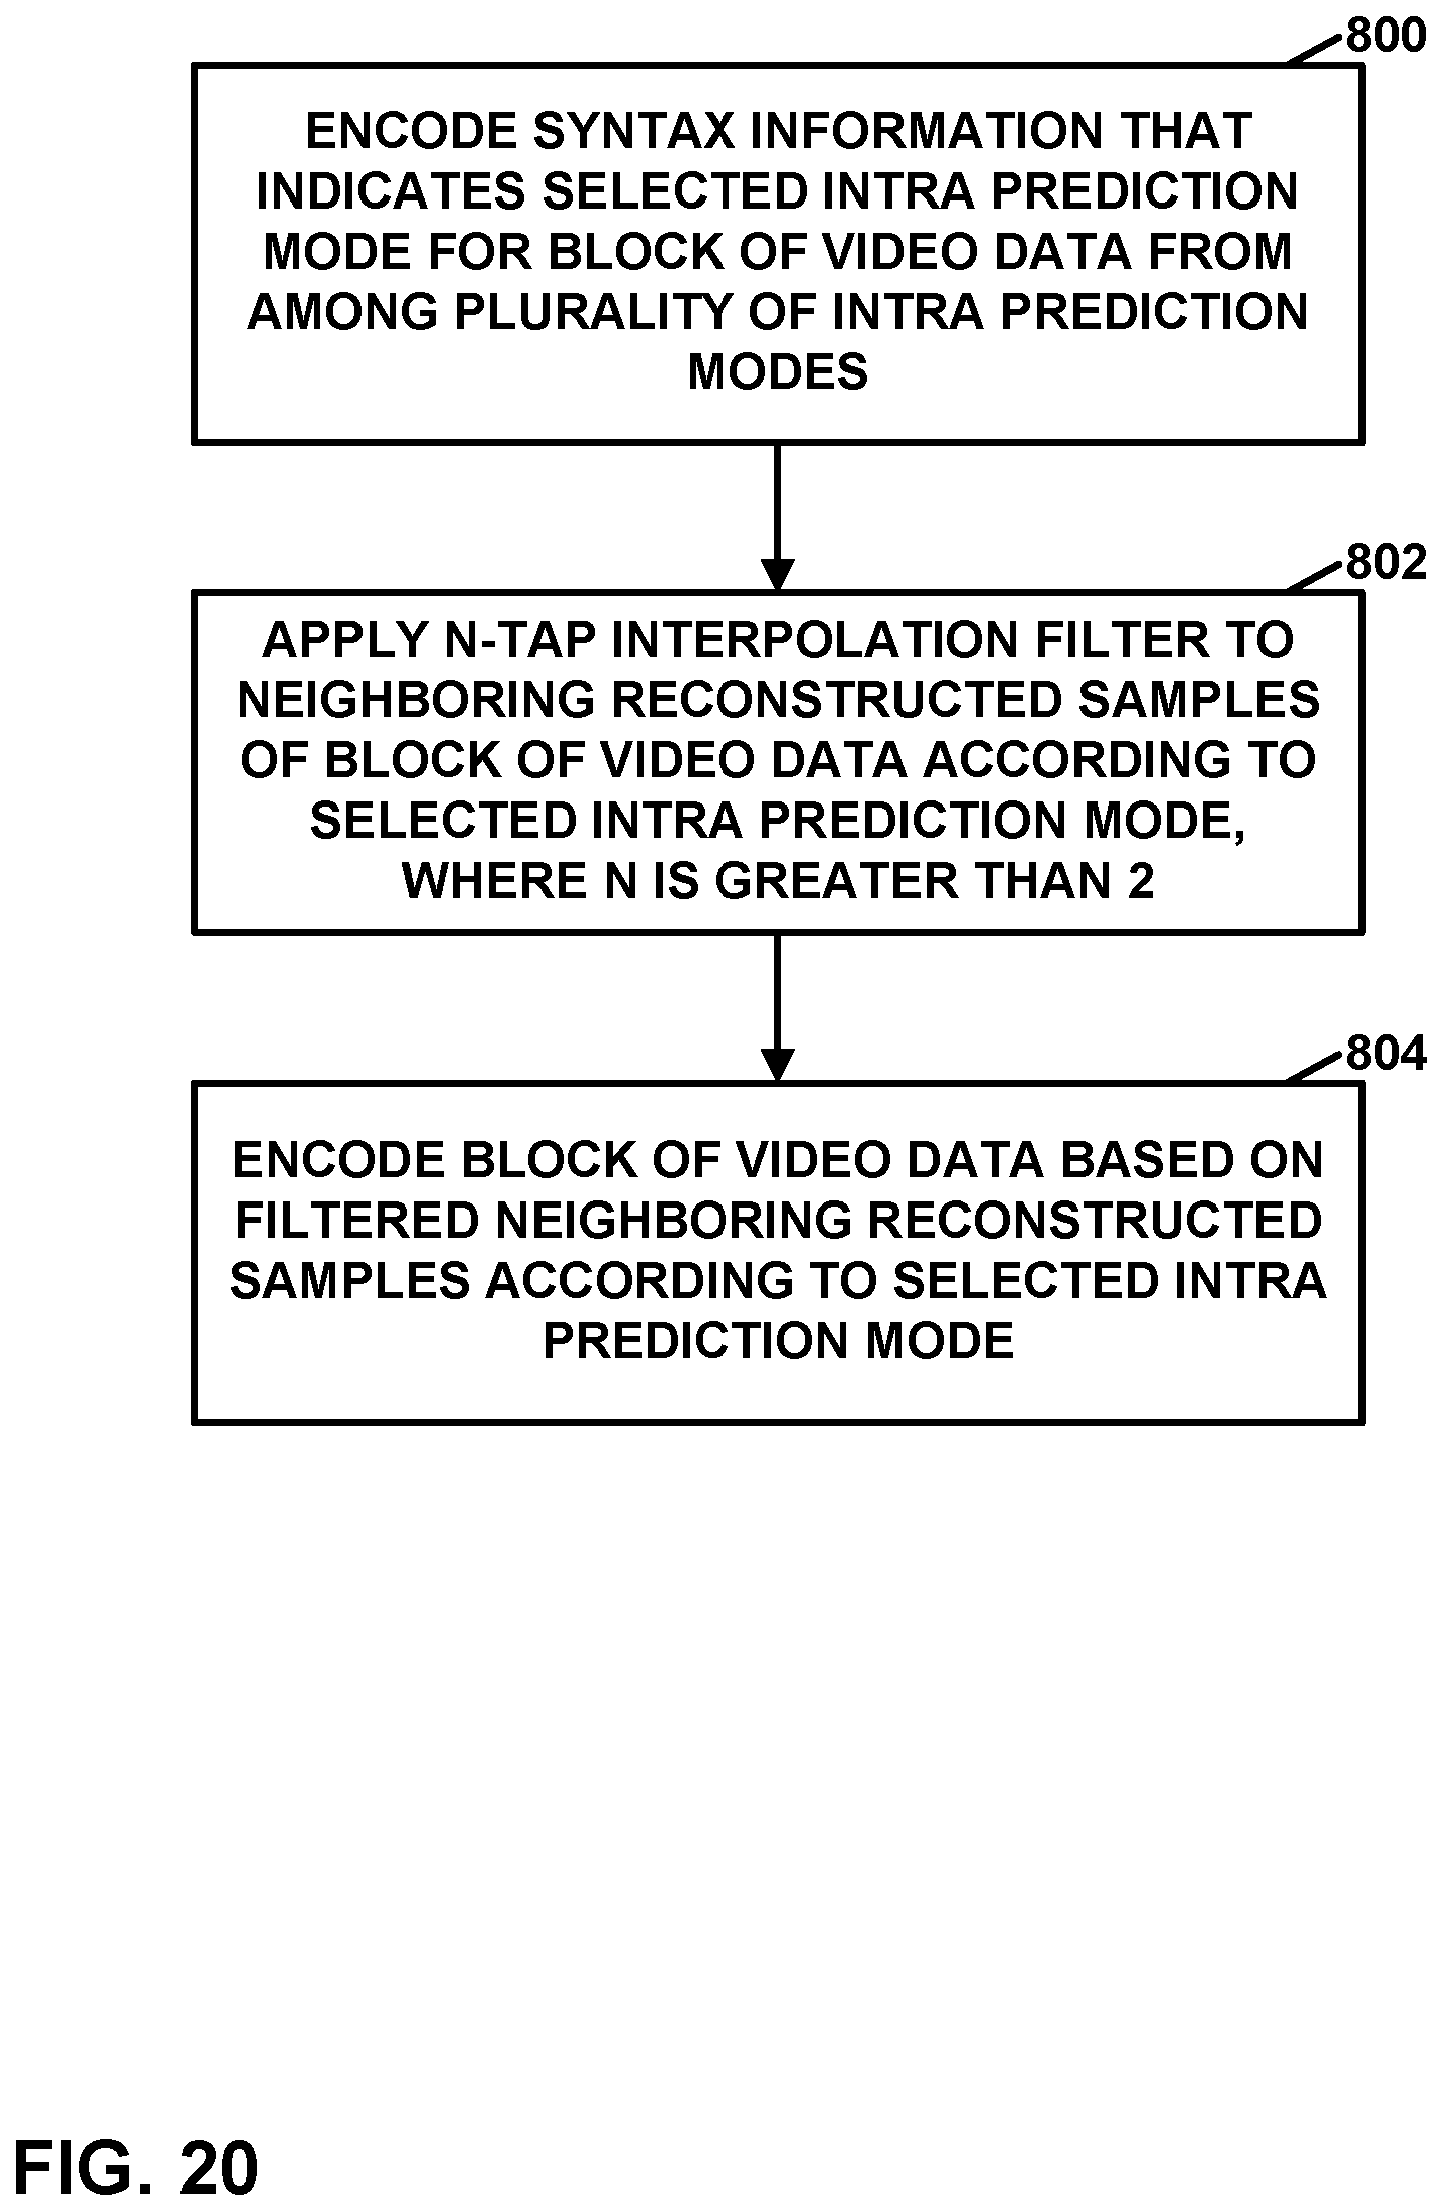 800
ENCODE SYNTAX INFORMATION THAT
INDICATES SELECTED INTRA PREDICTION
MODE FOR BLOCK OF VIDEO DATA FROM
AMONG PLURALITY OF INTRA PREDICTION
MODES
802
APPLY N-TAP INTERPOLATION FILTER TO
NEIGHBORING RECONSTRUCTED SAMPLES
OF BLOCK OF VIDEO DATA ACCORDING TO
SELECTED INTRA PREDICTION MODE,
WHERE N IS GREATER THAN 2
804
ENCODE BLOCK OF VIDEO DATA BASED ON
FILTERED NEIGHBORING RECONSTRUCTED
SAMPLES ACCORDING TO SELECTED INTRA
PREDICTION MODE
FIG. 20